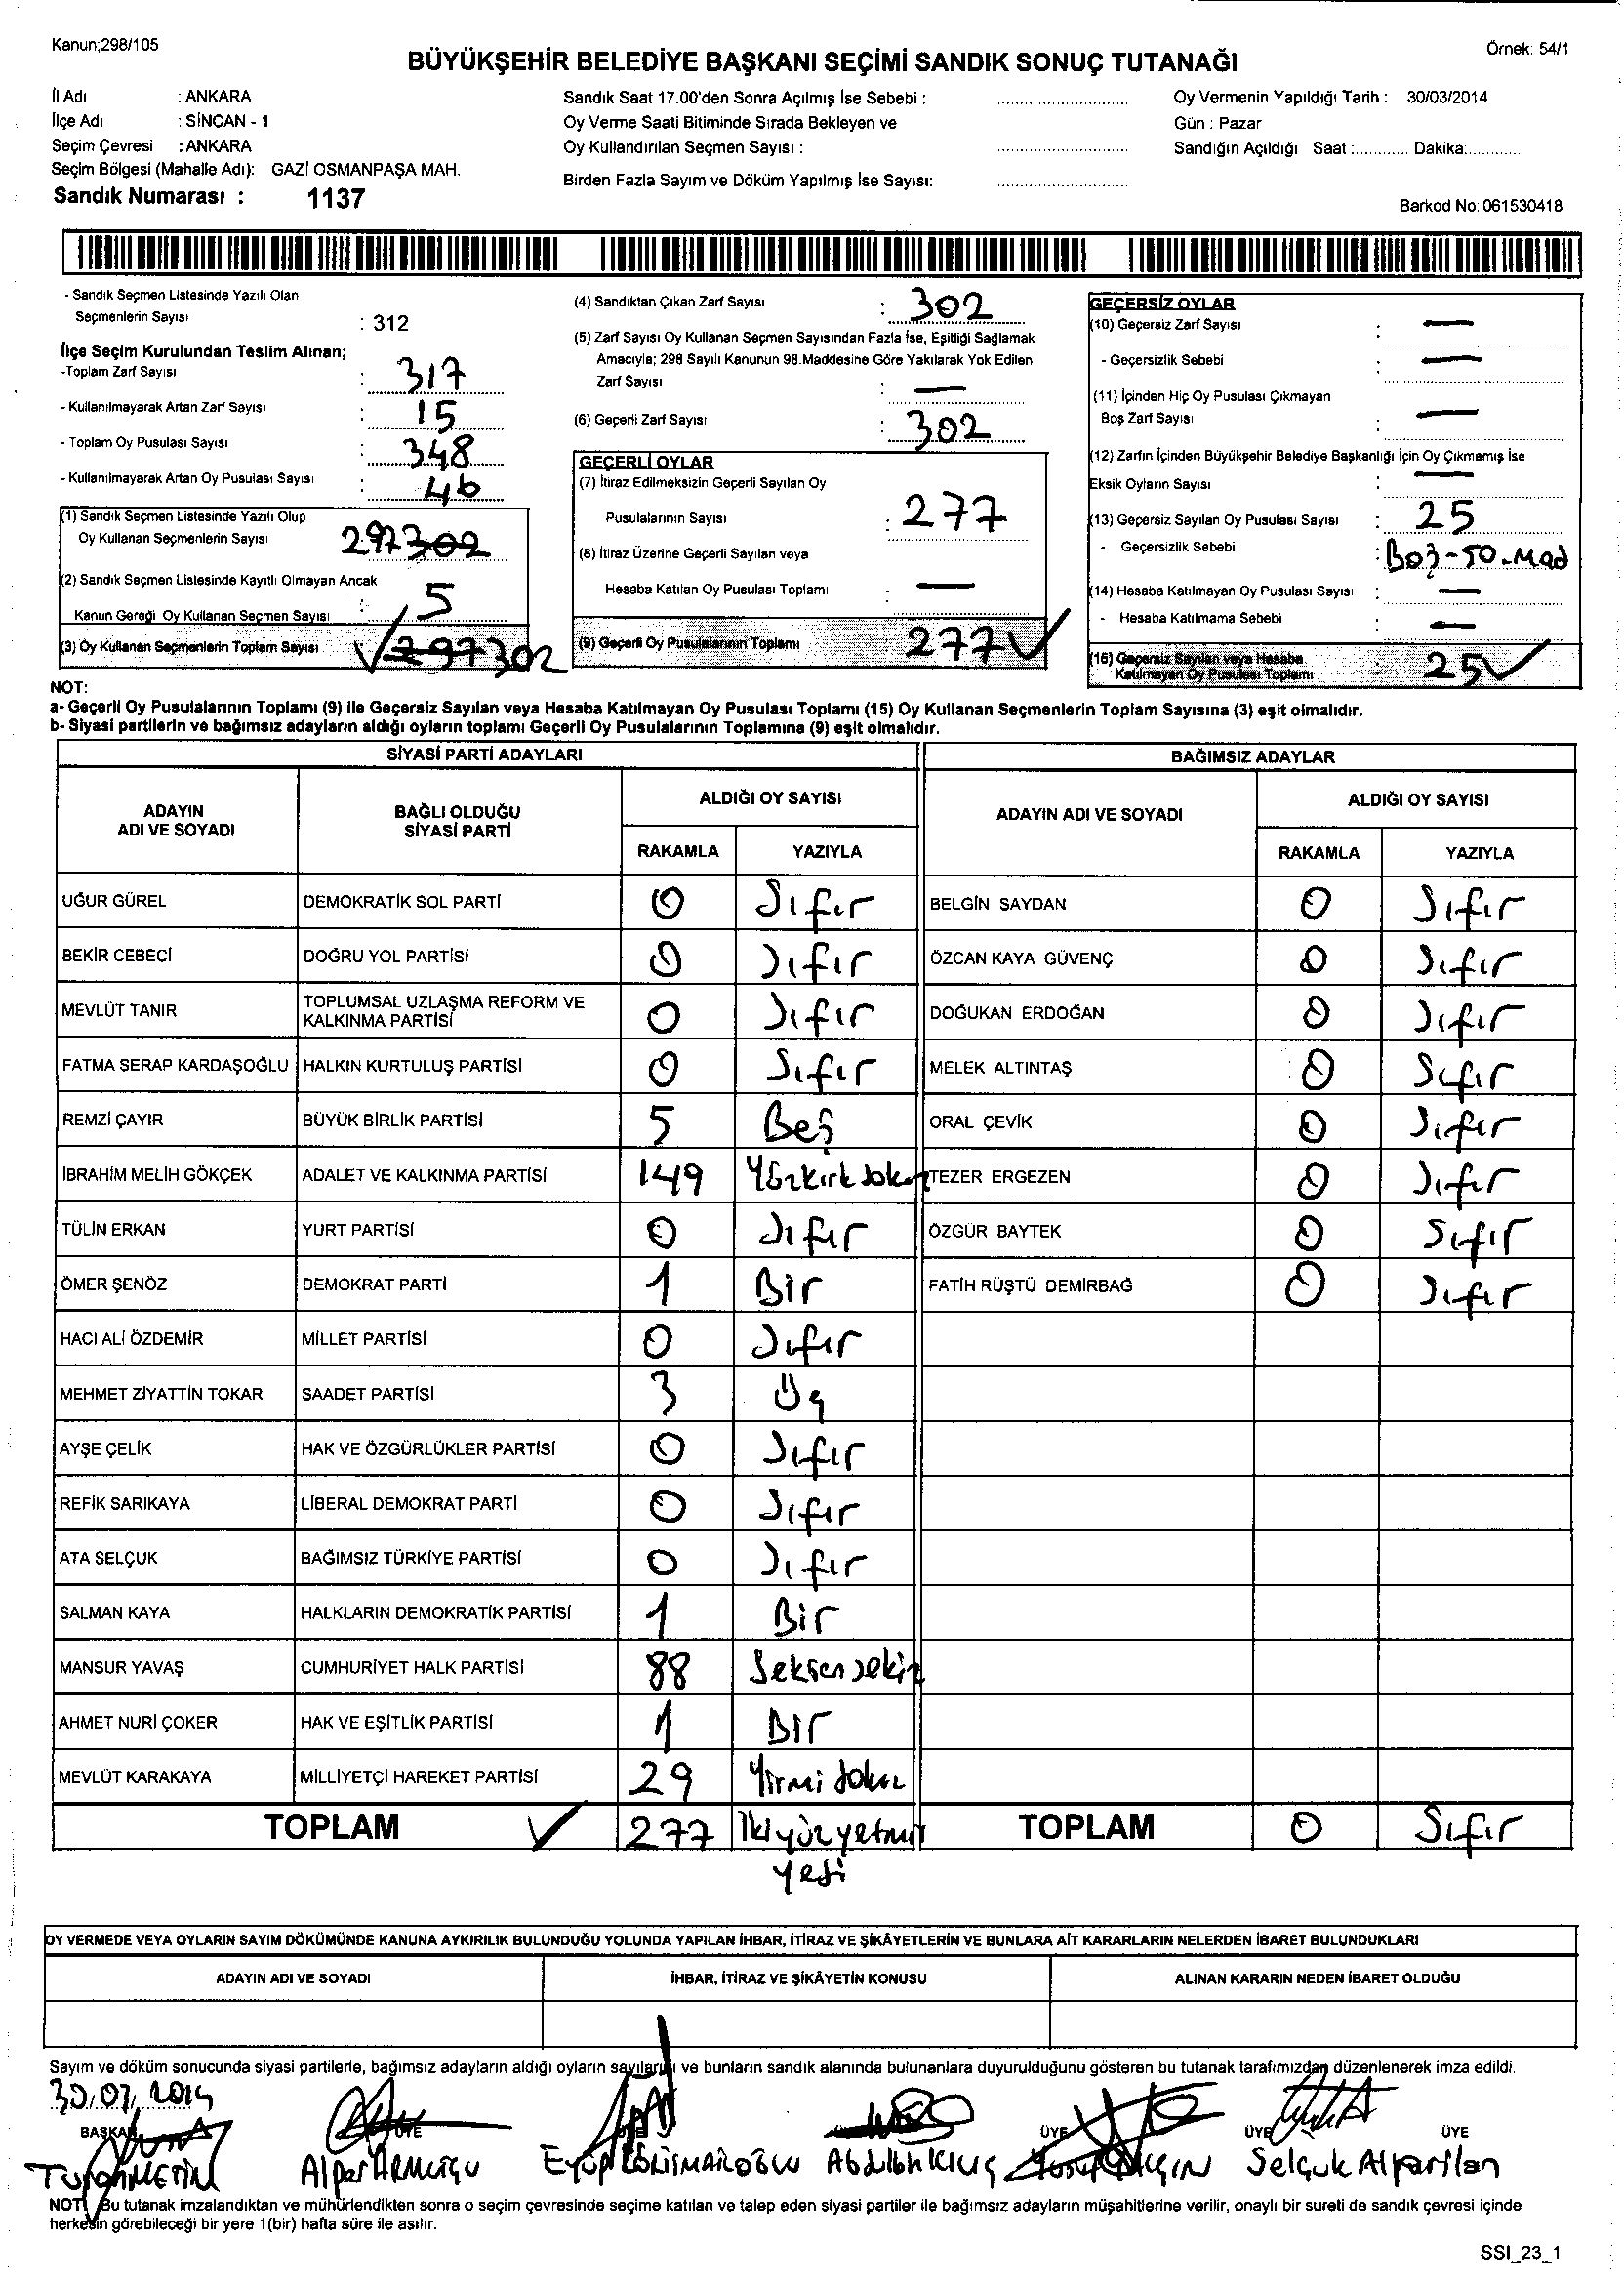 Kanun;298/105
Örnek: 54/1
BÜYÜKŞEHİR BELEDİYE BAŞKANI SEÇİMİ SANDIK SONUÇ TUTANAĞI
İl Adı : ANKARA
İlçe Adı : SİNCAN - 1
Seçim Çevresi : ANKARA
Seçim Bölgesi (Mahalle Adı): GAZİ OSMANPAŞA MAH.
Sandık Numarası : 1137
Sandık Saat 17.00'den Sonra Açılmış İse Sebebi :
Oy Verme Saati Bitiminde Sırada Bekleyen ve
Oy Kullandırılan Seçmen Sayısı :
Birden Fazla Sayım ve Döküm Yapılmış İse Sayısı:
Oy Vermenin Yapıldığı Tarih : 30/03/2014
Gün : Pazar
Sandığın Açıldığı Saat :............ Dakika:............
Barkod No: 061530418
- Sandık Seçmen Listesinde Yazılı Olan
Seçmenlerin Sayısı : 312
İlçe Seçim Kurulundan Teslim Alınan;
-Toplam Zarf Sayısı : 317
- Kullanılmayarak Artan Zarf Sayısı : 15
- Toplam Oy Pusulası Sayısı 348
- Kullanılmayarak Artan Oy Pusulası Sayısı : 46
(1) Sandık Seçmen Listesinde Yazılı Olup
Oy Kullanan Seçmenlerin Sayısı 297 302
(2) Sandık Seçmen Listesinde Kayıtlı Olmayan Ancak
Kanun Gereği Oy Kullanan Seçmen Sayısı : 5
(3) Oy Kullanan Seçmenlerin Toplam Sayısı 297 302
(4) Sandıktan Çıkan Zarf Sayısı : 302
(5) Zarf Sayısı Oy Kullanan Seçmen Sayısından Fazla İse, Eşitliği Sağlamak
Amacıyla; 298 Sayılı Kanunun 98.Maddesine Göre Yakılarak Yok Edilen
Zarf Sayısı : —
(6) Geçerli Zarf Sayısı : 302
GEÇERLİ OYLAR
(7) İtiraz Edilmeksizin Geçerli Sayılan Oy
Pusulalarının Sayısı : 277
(8) İtiraz Üzerine Geçerli Sayılan veya
Hesaba Katılan Oy Pusulası Toplamı : —
(9) Geçerli Oy Pusulalarının Toplamı 277
GEÇERSİZ OYLAR
(10) Geçersiz Zarf Sayısı : —
- Geçersizlik Sebebi : —
(11) İçinden Hiç Oy Pusulası Çıkmayan
Boş Zarf Sayısı : —
(12) Zarfın İçinden Büyükşehir Belediye Başkanlığı İçin Oy Çıkmamış İse
Eksik Oyların Sayısı : —
(13) Geçersiz Sayılan Oy Pusulası Sayısı : 25
- Geçersizlik Sebebi : Boş-50.Mad
(14) Hesaba Katılmayan Oy Pusulası Sayısı : —
- Hesaba Katılmama Sebebi : —
(15) Geçersiz Sayılan veya Hesaba
Katılmayan Oy Pusulası Toplamı 25
NOT:
a- Geçerli Oy Pusulalarının Toplamı (9) ile Geçersiz Sayılan veya Hesaba Katılmayan Oy Pusulası Toplamı (15) Oy Kullanan Seçmenlerin Toplam Sayısına (3) eşit olmalıdır.
b- Siyasi partilerin ve bağımsız adayların aldığı oyların toplamı Geçerli Oy Pusulalarının Toplamına (9) eşit olmalıdır.
SİYASİ PARTİ ADAYLARI BAĞIMSIZ ADAYLAR
ADAYIN ADI VE SOYADI BAĞLI OLDUĞU SİYASİ PARTİ ALDIĞI OY SAYISI ADAYIN ADI VE SOYADI ALDIĞI OY SAYISI
RAKAMLA YAZIYLA RAKAMLA YAZIYLA
UĞUR GÜREL DEMOKRATİK SOL PARTİ 0 Sıfır BELGİN SAYDAN 0 Sıfır
BEKİR CEBECİ DOĞRU YOL PARTİSİ 0 Sıfır ÖZCAN KAYA GÜVENÇ 0 Sıfır
MEVLÜT TANIR TOPLUMSAL UZLAŞMA REFORM VE KALKINMA PARTİSİ 0 Sıfır DOĞUKAN ERDOĞAN 0 Sıfır
FATMA SERAP KARDAŞOĞLU HALKIN KURTULUŞ PARTİSİ 0 Sıfır MELEK ALTINTAŞ 0 Sıfır
REMZİ ÇAYIR BÜYÜK BİRLİK PARTİSİ 5 Beş ORAL ÇEVİK 0 Sıfır
İBRAHİM MELİH GÖKÇEK ADALET VE KALKINMA PARTİSİ 149 Yüzkırk dokuz TEZER ERGEZEN 0 Sıfır
TÜLİN ERKAN YURT PARTİSİ 0 Sıfır ÖZGÜR BAYTEK 0 Sıfır
ÖMER ŞENÖZ DEMOKRAT PARTİ 1 Bir FATİH RÜŞTÜ DEMİRBAĞ 0 Sıfır
HACI ALİ ÖZDEMİR MİLLET PARTİSİ 0 Sıfır
MEHMET ZİYATTİN TOKAR SAADET PARTİSİ 3 Üç
AYŞE ÇELİK HAK VE ÖZGÜRLÜKLER PARTİSİ 0 Sıfır
REFİK SARIKAYA LİBERAL DEMOKRAT PARTİ 0 Sıfır
ATA SELÇUK BAĞIMSIZ TÜRKİYE PARTİSİ 0 Sıfır
SALMAN KAYA HALKLARIN DEMOKRATİK PARTİSİ 1 Bir
MANSUR YAVAŞ CUMHURİYET HALK PARTİSİ 88 Seksen sekiz
AHMET NURİ ÇOKER HAK VE EŞİTLİK PARTİSİ 1 Bir
MEVLÜT KARAKAYA MİLLİYETÇİ HAREKET PARTİSİ 29 Yirmi dokuz
TOPLAM 277 İkiyüzyetmiş TOPLAM 0 Sıfır
yedi
OY VERMEDE VEYA OYLARIN SAYIM DÖKÜMÜNDE KANUNA AYKIRILIK BULUNDUĞU YOLUNDA YAPILAN İHBAR, İTİRAZ VE ŞİKÂYETLERİN VE BUNLARA AİT KARARLARIN NELERDEN İBARET BULUNDUKLARI
ADAYIN ADI VE SOYADI İHBAR, İTİRAZ VE ŞİKÂYETİN KONUSU ALINAN KARARIN NEDEN İBARET OLDUĞU
Sayım ve döküm sonucunda siyasi partilerle, bağımsız adayların aldığı oyların sayılarını ve bunların sandık alanında bulunanlara duyurulduğunu gösteren bu tutanak tarafımızdan düzenlenerek imza edildi.
30/03/2014
BAŞKAN ÜYE ÜYE ÜYE ÜYE
Turan METİN Alper Eyüp Abdullah KILIÇ Selçuk Alparslan
NOT: Bu tutanak imzalandıktan ve mühürlendikten sonra o seçim çevresinde seçime katılan ve talep eden siyasi partiler ile bağımsız adayların müşahitlerine verilir, onaylı bir sureti de sandık çevresi içinde
herkesin görebileceği bir yere 1(bir) hafta süre ile asılır.
SSI_23_1